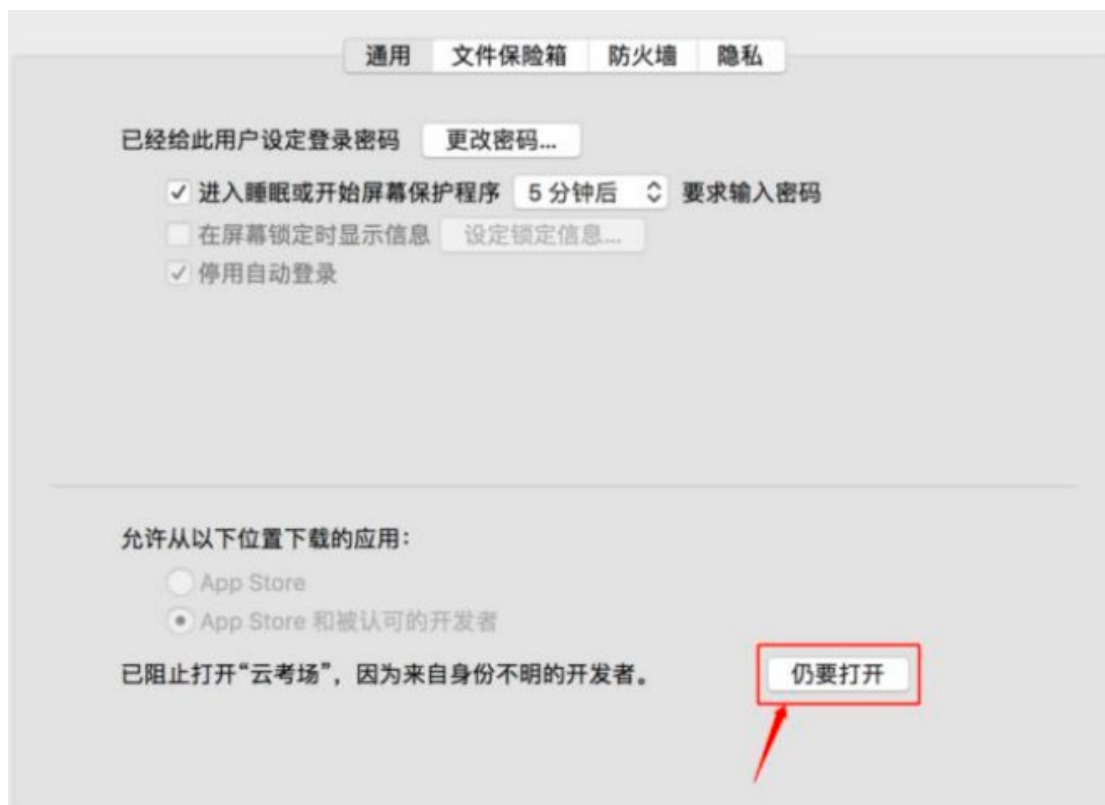 通用 文件保险箱 防火墙 隐私
已经给此用户设定登录密码 更改密码...
进入睡眠或开始屏幕保护程序 5 分钟后 要求输入密码
在屏幕锁定时显示信息 设定锁定信息...
停用自动登录
允许从以下位置下载的应用：
App Store
App Store 和被认可的开发者
已阻止打开“云考场”，因为来自身份不明的开发者。 仍要打开